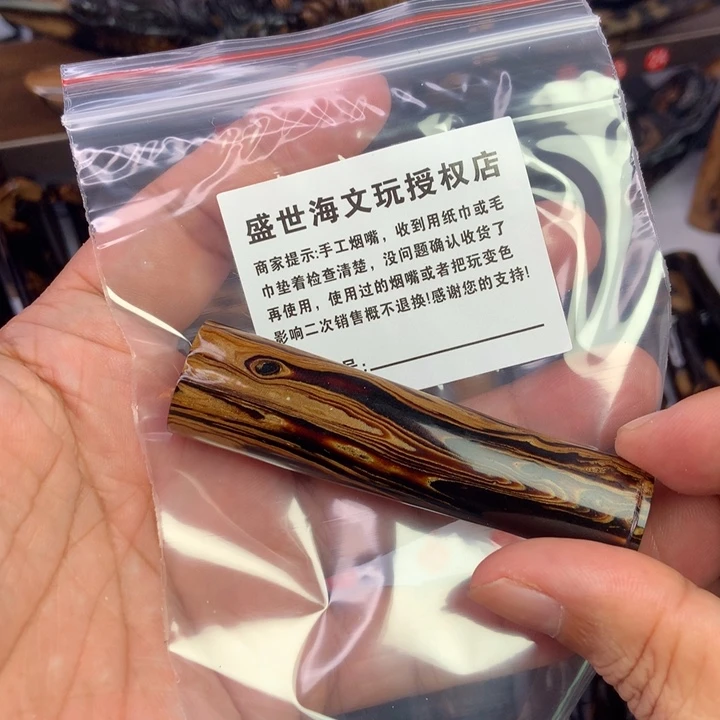 盛世海文玩授权店
商家提示:手工烟嘴，收到用纸巾或毛
巾垫着检查清楚，没问题确认收货了
再使用，使用过的烟嘴或者把玩变色
影响二次销售概不退换!感谢您的支持!
号: